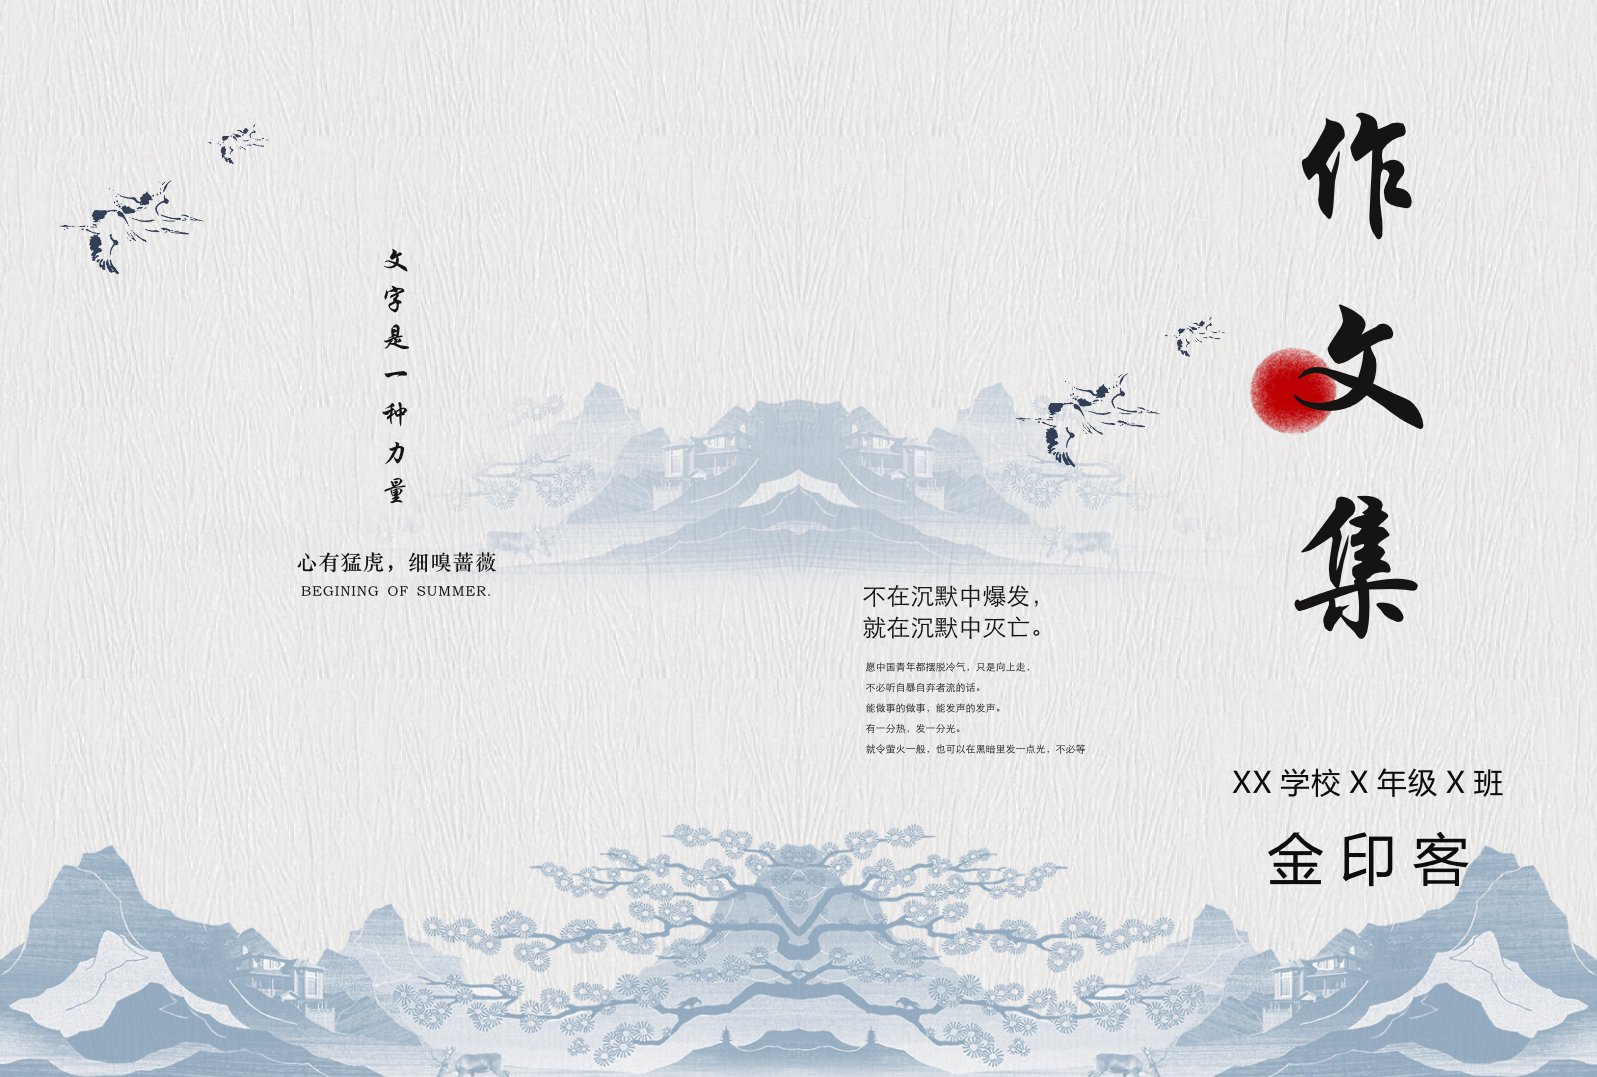 作文集
文字是一种力量
心有猛虎，细嗅蔷薇
BEGINING OF SUMMER.
不在沉默中爆发，
就在沉默中灭亡。
愿中国青年都摆脱冷气，只是向上走，
不必听自暴自弃者流的话。
能做事的做事，能发声的发声。
有一分热，发一分光。
就令萤火一般，也可以在黑暗里发一点光，不必等
XX 学校 X 年级 X 班
金印客